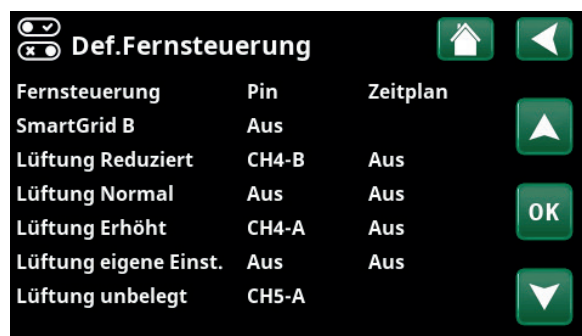 Def.Fernsteuerung
Fernsteuerung Pin Zeitplan
SmartGrid B Aus
Lüftung Reduziert CH4-B Aus
Lüftung Normal Aus Aus
Lüftung Erhöht CH4-A Aus
OK
Lüftung eigene Einst. Aus Aus
Lüftung unbelegt CH5-A